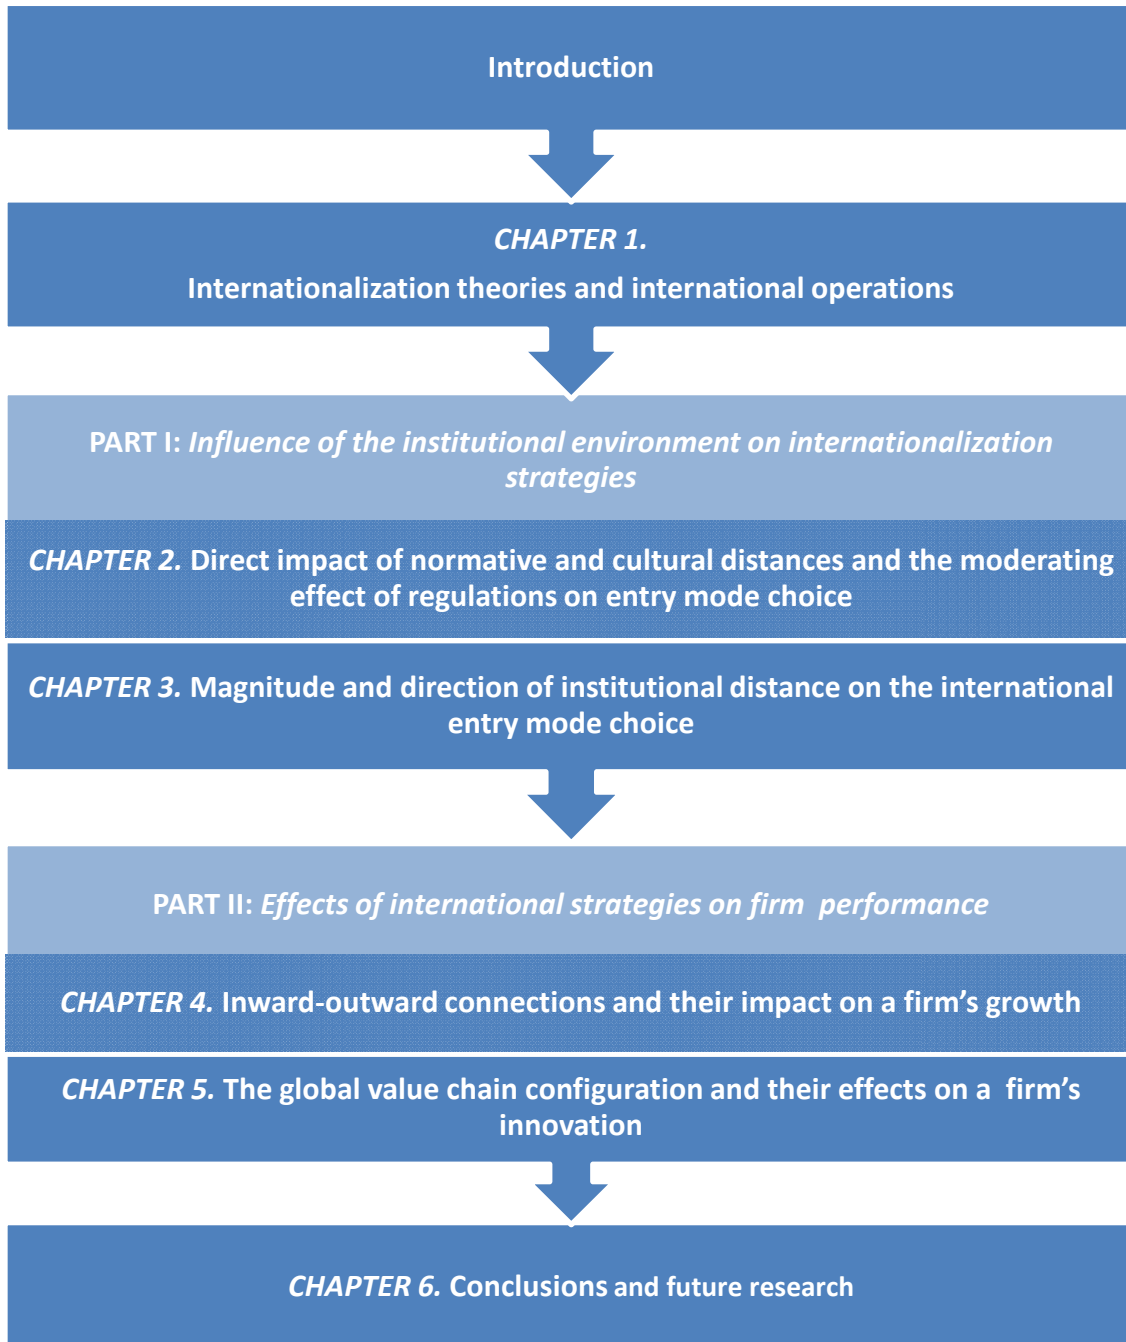 Introduction
CHAPTER 1.
Internationalization theories and international operations
PART I: Influence of the institutional environment on internationalization
strategies
CHAPTER 2. Direct impact of normative and cultural distances and the moderating
effect of regulations on entry mode choice
CHAPTER 3. Magnitude and direction of institutional distance on the international
entry mode choice
PART II: Effects of international strategies on firm performance
CHAPTER 4. Inward-outward connections and their impact on a firm’s growth
CHAPTER 5. The global value chain configuration and their effects on a firm’s
innovation
CHAPTER 6. Conclusions and future research